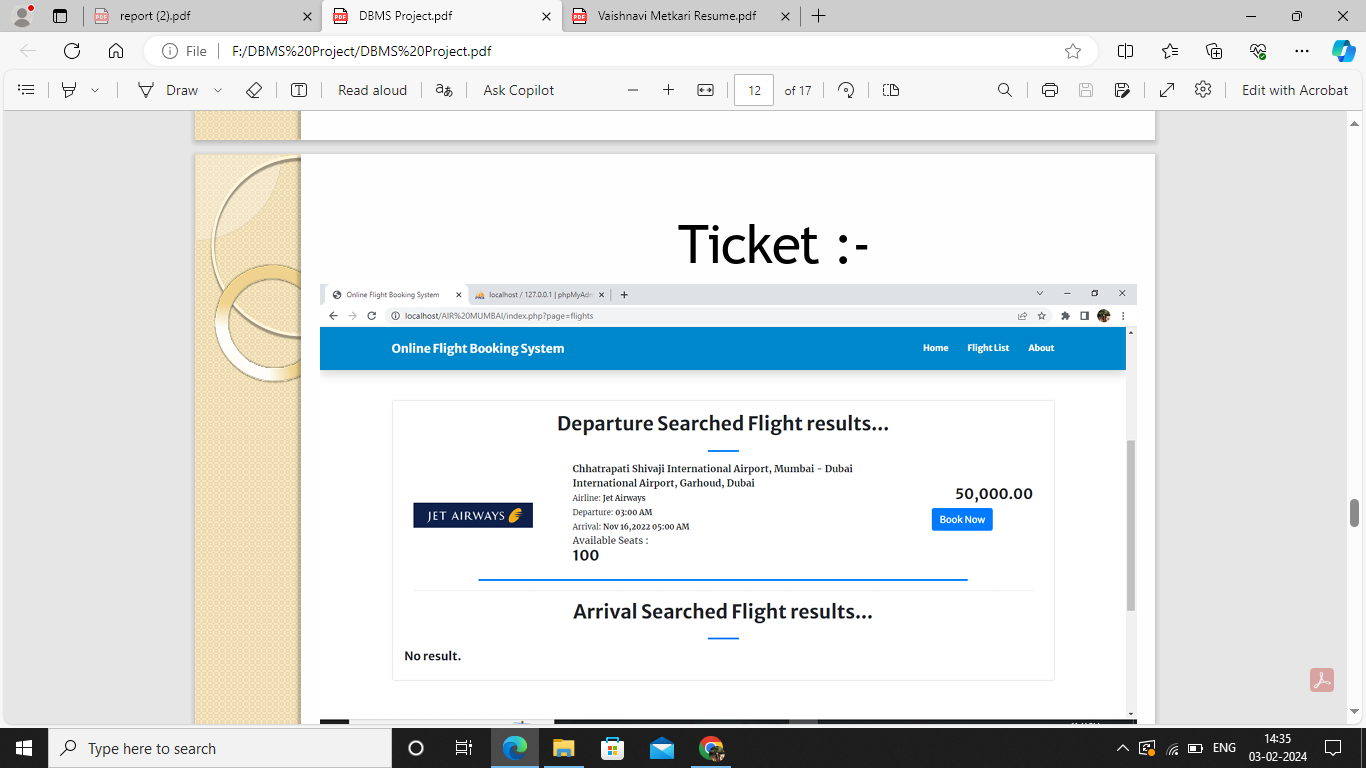 report (2).pdf
DBMS Project.pdf
Vaishnavi Metkari Resume.pdf
File
F:/DBMS%20Project/DBMS%20Project.pdf
Draw
Read aloud
aあ
Ask Copilot
12 of 17
Edit with Acrobat
Ticket :-
Online Flight Booking System
localhost / 127.0.0.1 | phpMyAdm
localhost/AIR%20MUMBAI/index.php?page=flights
Online Flight Booking System
Home Flight List About
Departure Searched Flight results...
JET AIRWAYS
Chhatrapati Shivaji International Airport, Mumbai - Dubai
International Airport, Garhoud, Dubai
Airline: Jet Airways
Departure: 03:00 AM
Arrival: Nov 16,2022 05:00 AM
Available Seats :
100
50,000.00
Book Now
Arrival Searched Flight results...
No result.
Type here to search
ENG
14:35
03-02-2024